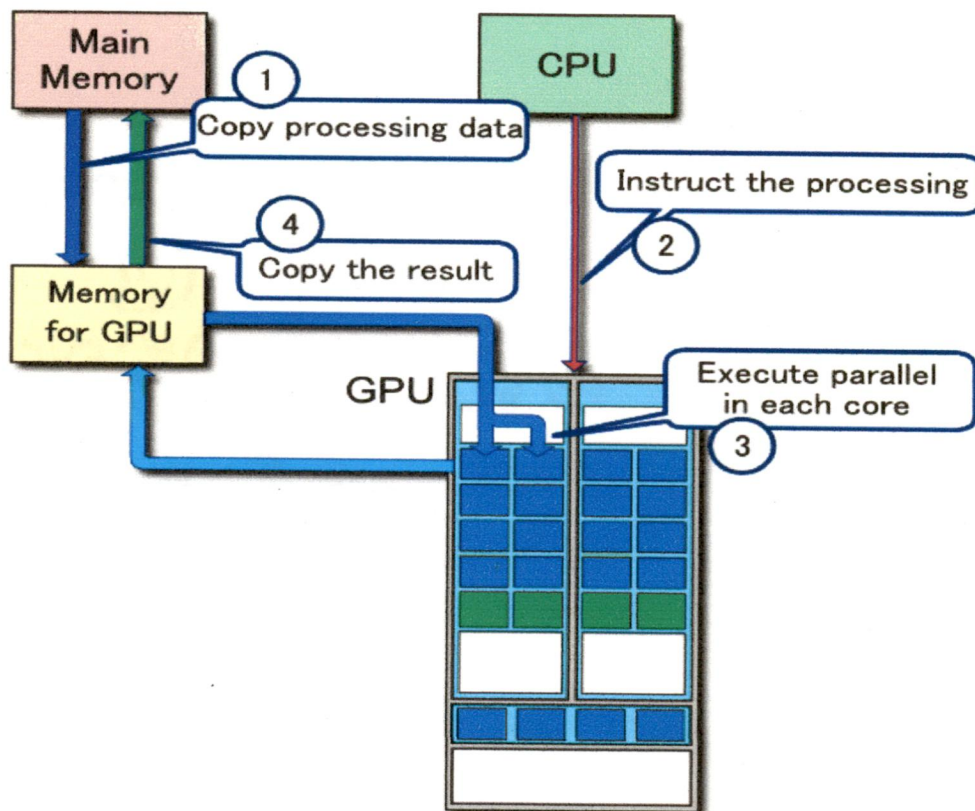 Main
Memory
CPU
1
Copy processing data
Instruct the processing
2
4
Copy the result
Memory
for GPU
GPU
Execute parallel
in each core
3